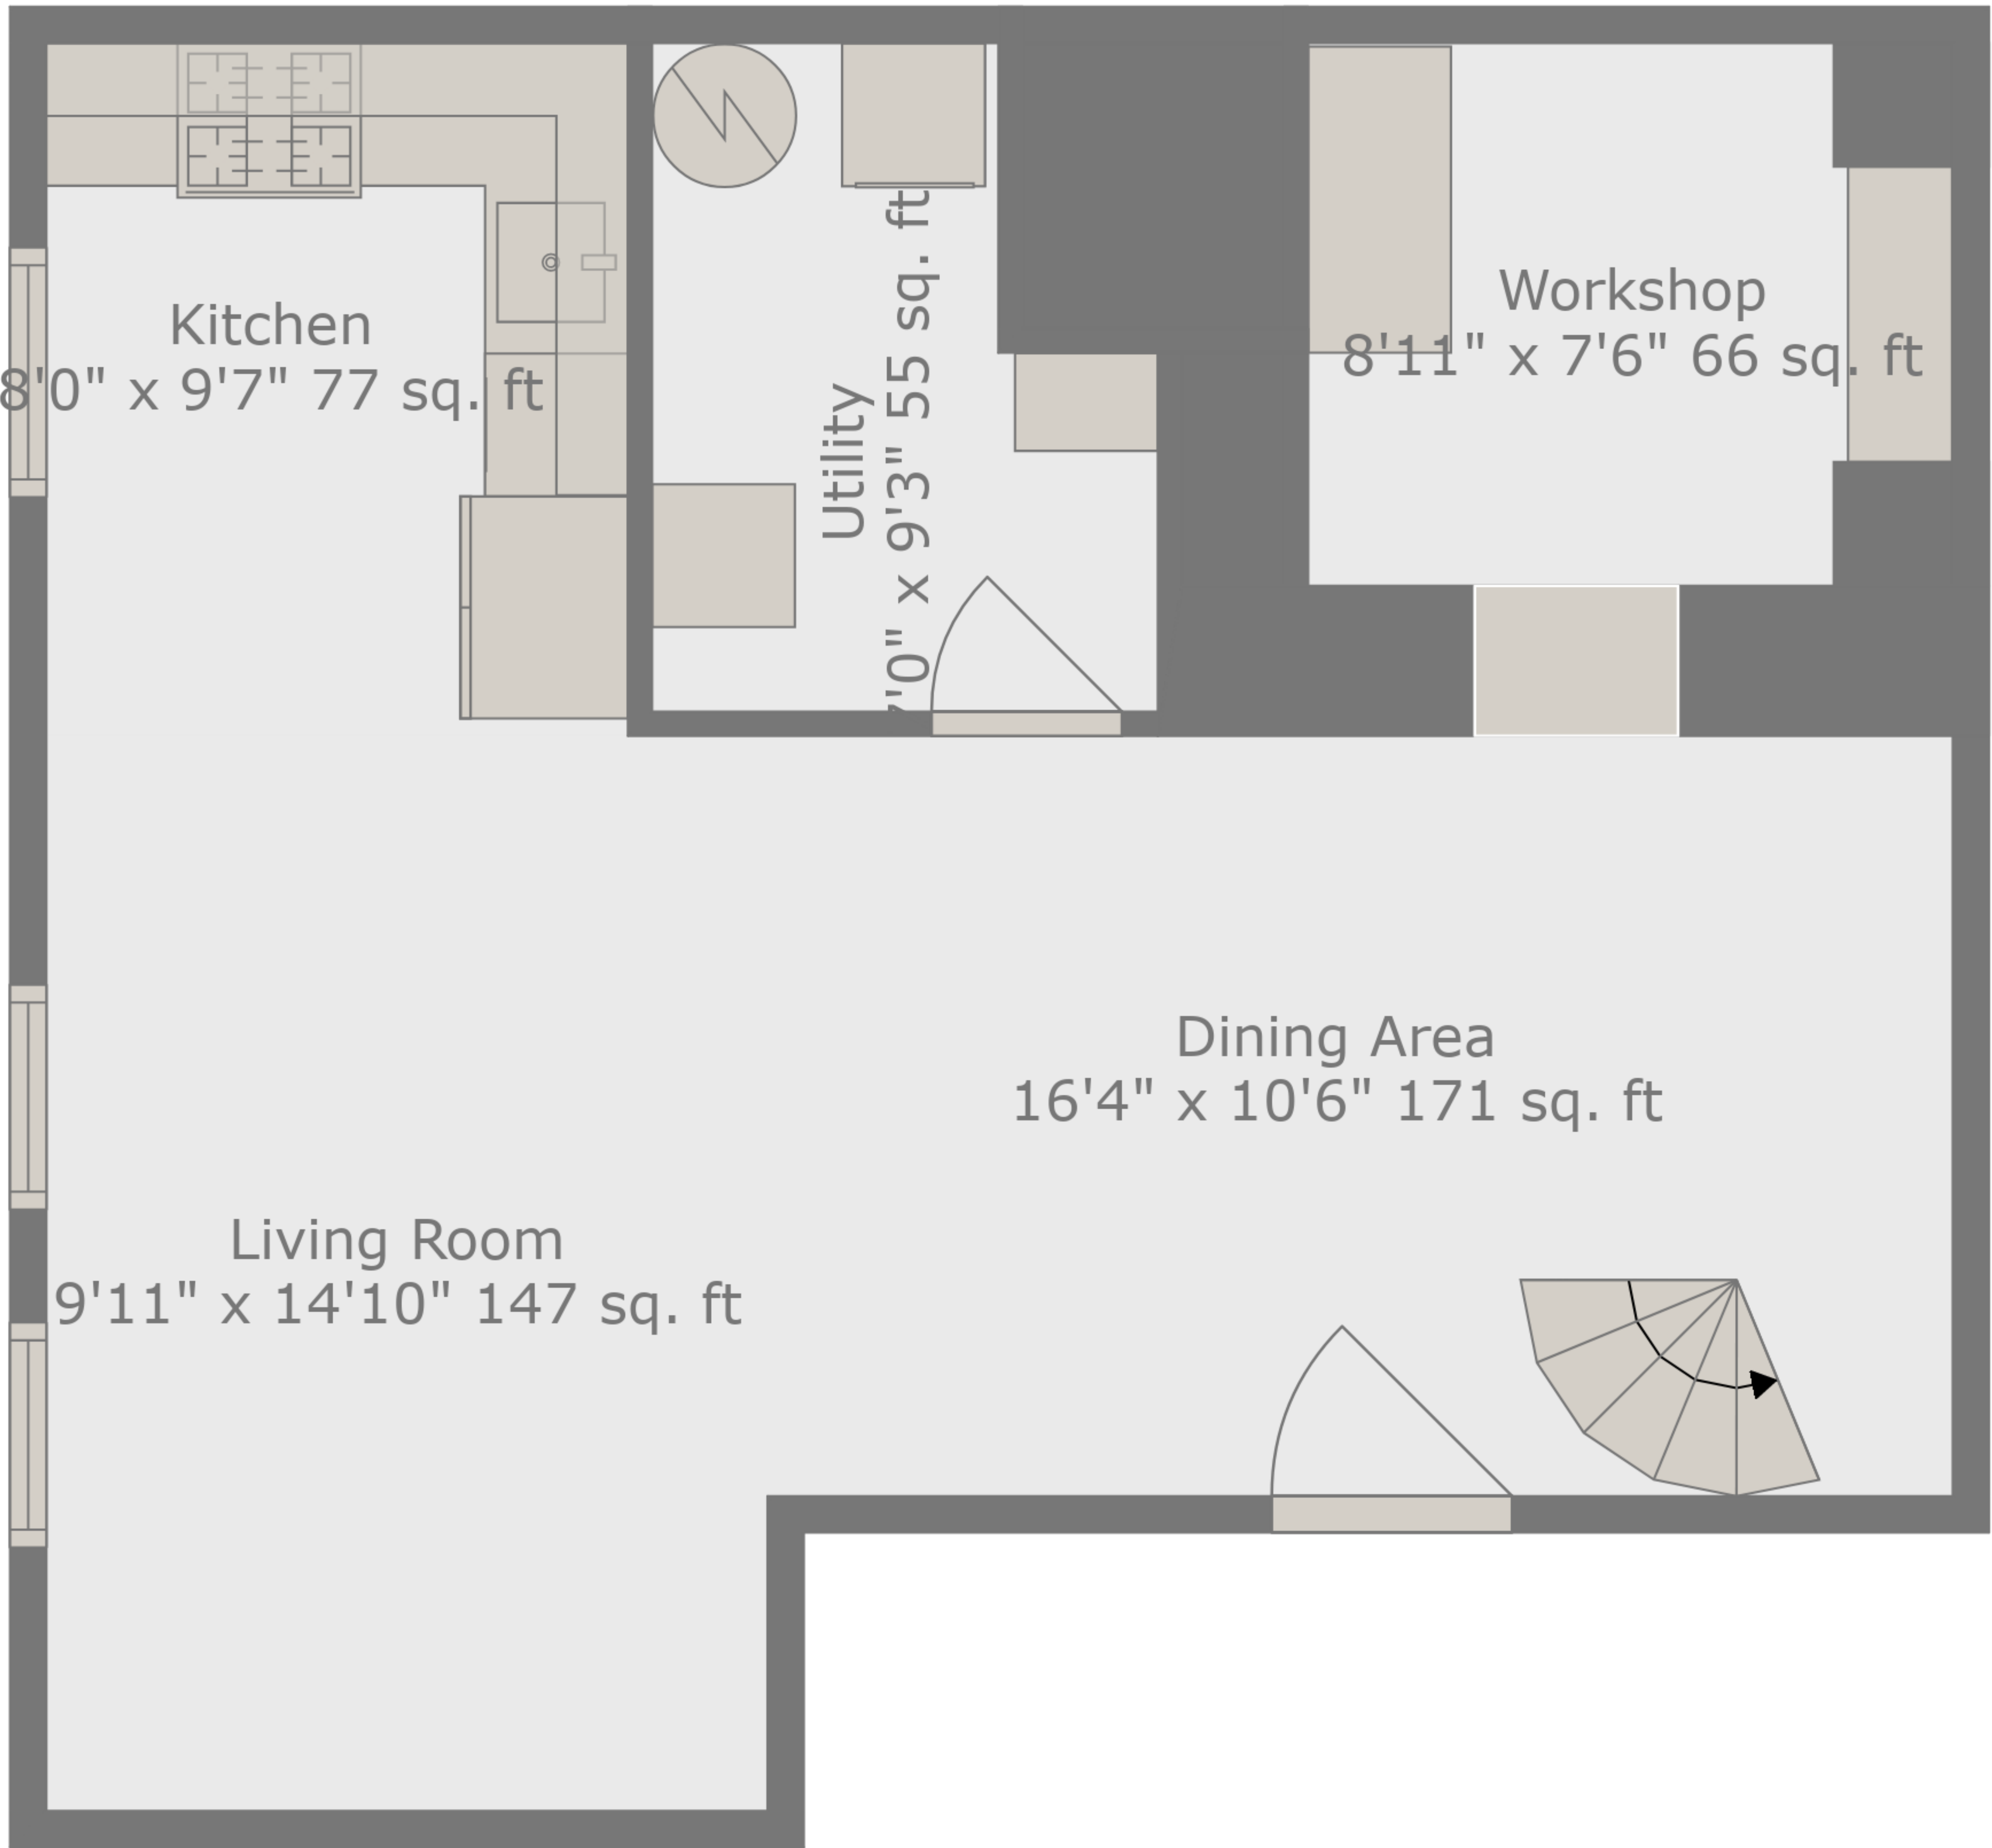 Kitchen
8'0" x 9'7" 77 sq. ft
Utility
7'0" x 9'3" 55 sq. ft
Workshop
8'11" x 7'6" 66 sq. ft
Dining Area
16'4" x 10'6" 171 sq. ft
Living Room
9'11" x 14'10" 147 sq. ft